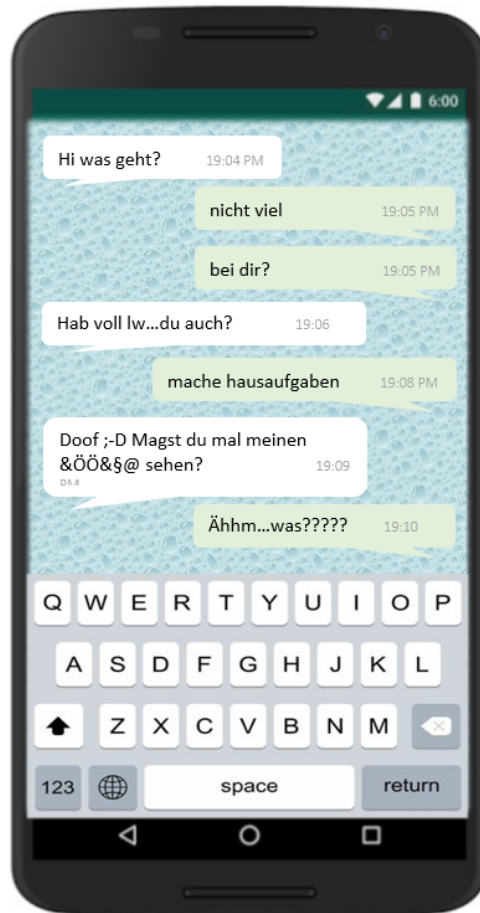 6:00
Hi was geht? 19:04 PM
nicht viel 19:05 PM
bei dir? 19:05 PM
Hab voll lw...du auch? 19:06
mache hausaufgaben 19:08 PM
Doof ;-D Magst du mal meinen
&ÖÖ&§@ sehen? 19:09
PM
Ähhm...was????? 19:10
Q W E R T Y U I O P
A S D F G H J K L
Z X C V B N M
123 space return